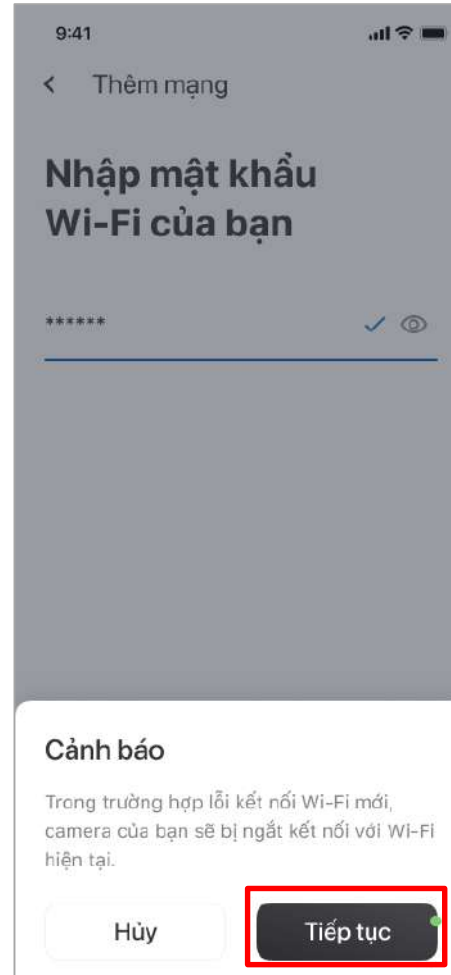 9:41
Thêm mạng
Nhập mật khẩu
Wi-Fi của bạn
******
Cảnh báo
Trong trường hợp lỗi kết nối Wi-Fi mới,
camera của bạn sẽ bị ngắt kết nối với Wi-Fi
hiện tại.
Hủy
Tiếp tục